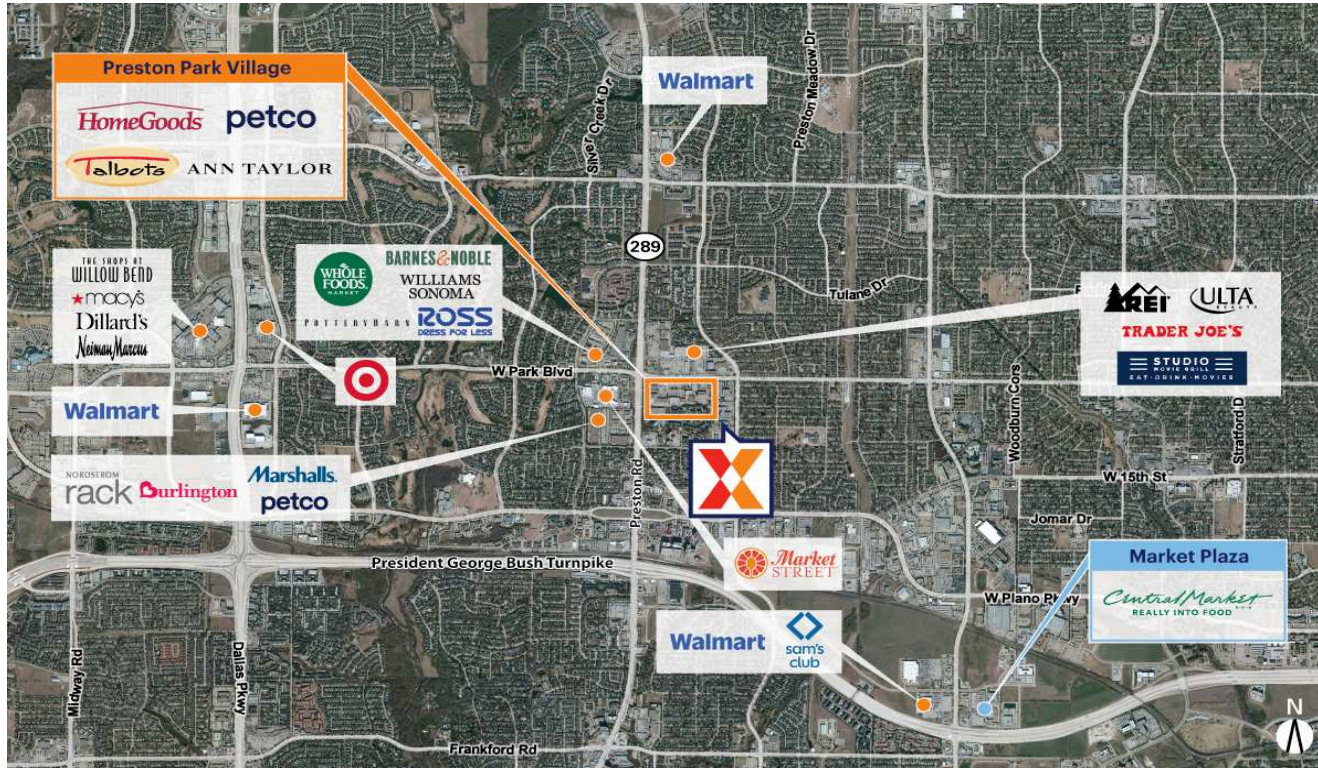 Preston Park Village
HomeGoods
petco
Talbots
ANN TAYLOR
Walmart
Silver Creek Dr
Preston Meadow Dr
289
THE SHOPS AT
WILLOW BEND
macy's
Dillard's
Neiman Marcus
WHOLE
FOODS
MARKET
BARNES&NOBLE
WILLIAMS
SONOMA
POTTERYBARN
ROSS
DRESS FOR LESS
Tulane Dr
REI
ULTA
BEAUTY
TRADER JOE'S
STUDIO
MOVIE GRILL
EAT·DRINK·MOVIES
W Park Blvd
Walmart
Woodburn Cors
Stratford D
NORDSTROM
rack
Burlington
Marshalls.
petco
Preston Rd
W 15th St
Jomar Dr
President George Bush Turnpike
Market
STREET
Market Plaza
Central Market
REALLY INTO FOOD
W Plano Pkwy
Walmart
sam's
club
Midway Rd
Dallas Pkwy
Frankford Rd
N